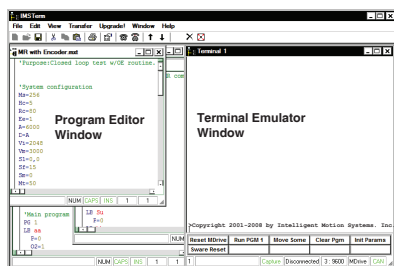 IMSTerm
File Edit View Transfer Upgrade! Window Help
MR with Encoder.mxt
'Purpose:Closed loop test w/OE routine.
'System configuration
Ms=256
Hc=5
Rc=80
Ee=1
A=6000
D=A
Vi=2048
Vm=3000
S1=0,0
Sf=15
Sm=0
Mt=50
Program Editor
Window
NUM CAPS INS 1 1
R com
'Main program
PG 1
LB aa
P=0
O2=1
LB Su
P=0
NUM
NUM CAPS INS 1 1
Terminal 1
Terminal Emulator
Window
)Copyright 2001-2008 by Intelligent Motion Systems. Inc
Reset MDrive Run PGM 1 Move Some Clear Pgm Init Params
Sware Reset
1 Capture Disconnected 3 : 9600 MDrive CAN